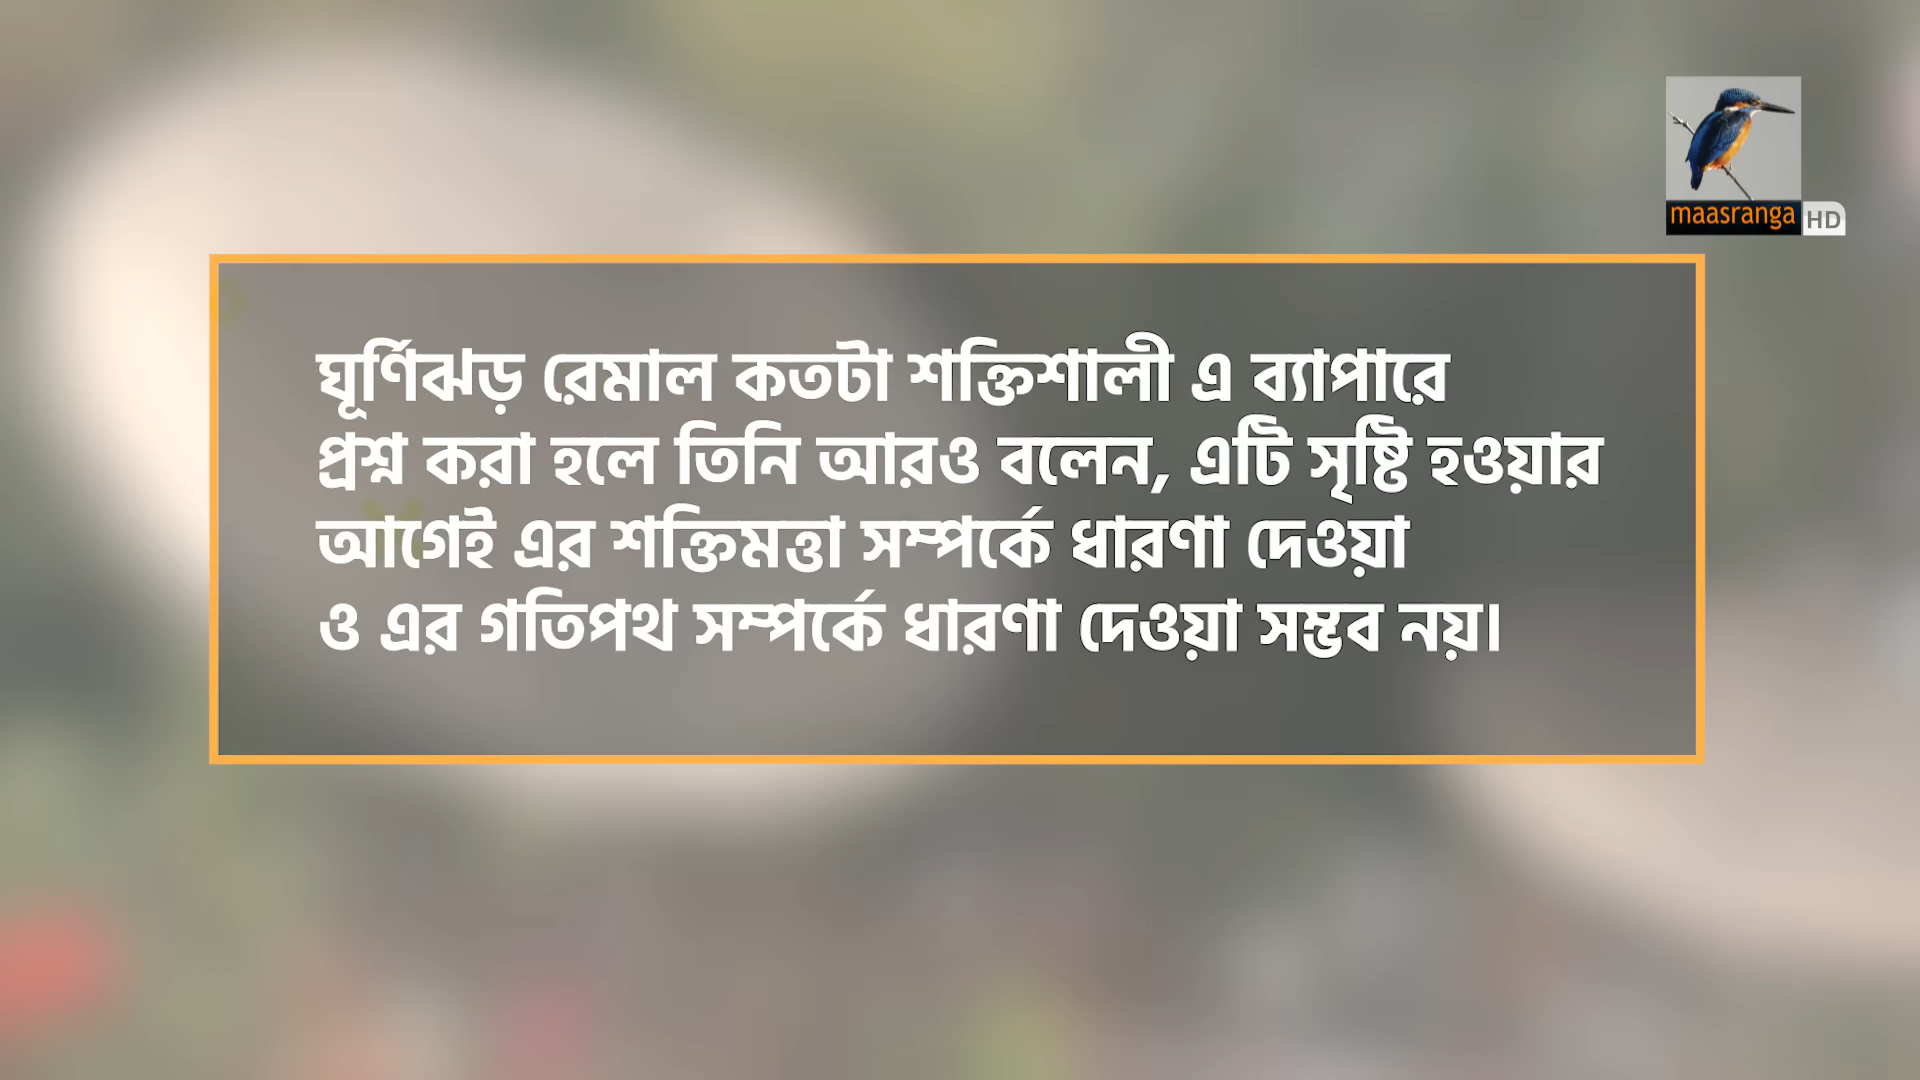 maasranga HD
ঘূর্ণিঝড় রেমাল কতটা শক্তিশালী এ ব্যাপারে
প্রশ্ন করা হলে তিনি আরও বলেন, এটি সৃষ্টি হওয়ার
আগেই এর শক্তিমত্তা সম্পর্কে ধারণা দেওয়া
ও এর গতিপথ সম্পর্কে ধারণা দেওয়া সম্ভব নয়।